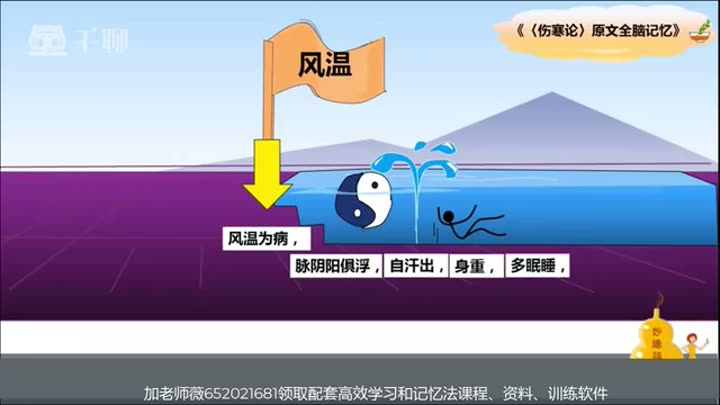 千聊
《〈伤寒论〉原文全脑记忆》
风温
风温为病，
脉阴阳俱浮，
自汗出，
身重，
多眠睡，
加老师薇652021681领取配套高效学习和记忆法课程、资料、训练软件